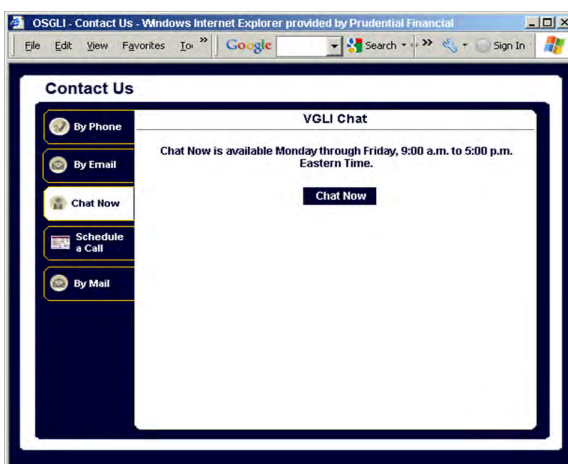 OSGLI - Contact Us - Windows Internet Explorer provided by Prudential Financial
File Edit View Favorites » Google Search » Sign In
Contact Us
By Phone
By Email
Chat Now
Schedule
a Call
By Mail
VGLI Chat
Chat Now is available Monday through Friday, 9:00 a.m. to 5:00 p.m.
Eastern Time.
Chat Now